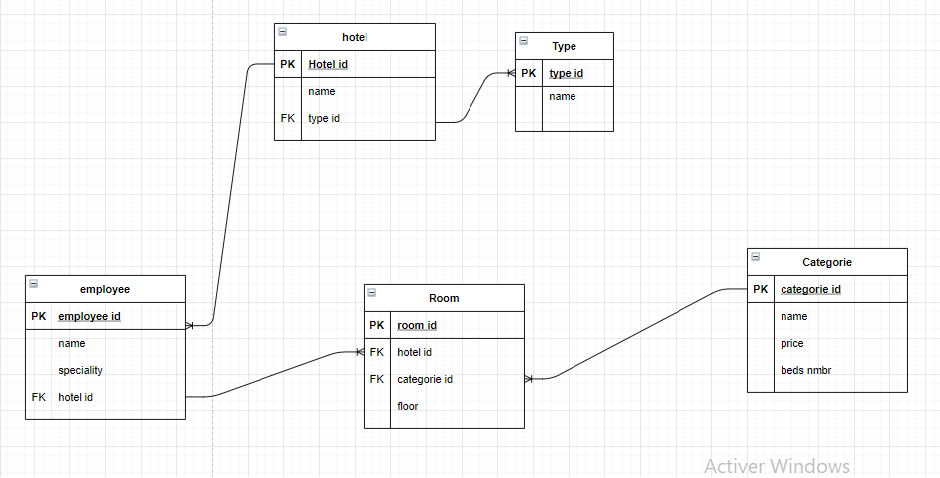 hotel
PK Hotel id
name
FK type id
Type
PK type id
name
employee
PK employee id
name
speciality
FK hotel id
Room
PK room id
FK hotel id
FK categorie id
floor
Categorie
PK categorie id
name
price
beds nmbr
Activer Windows